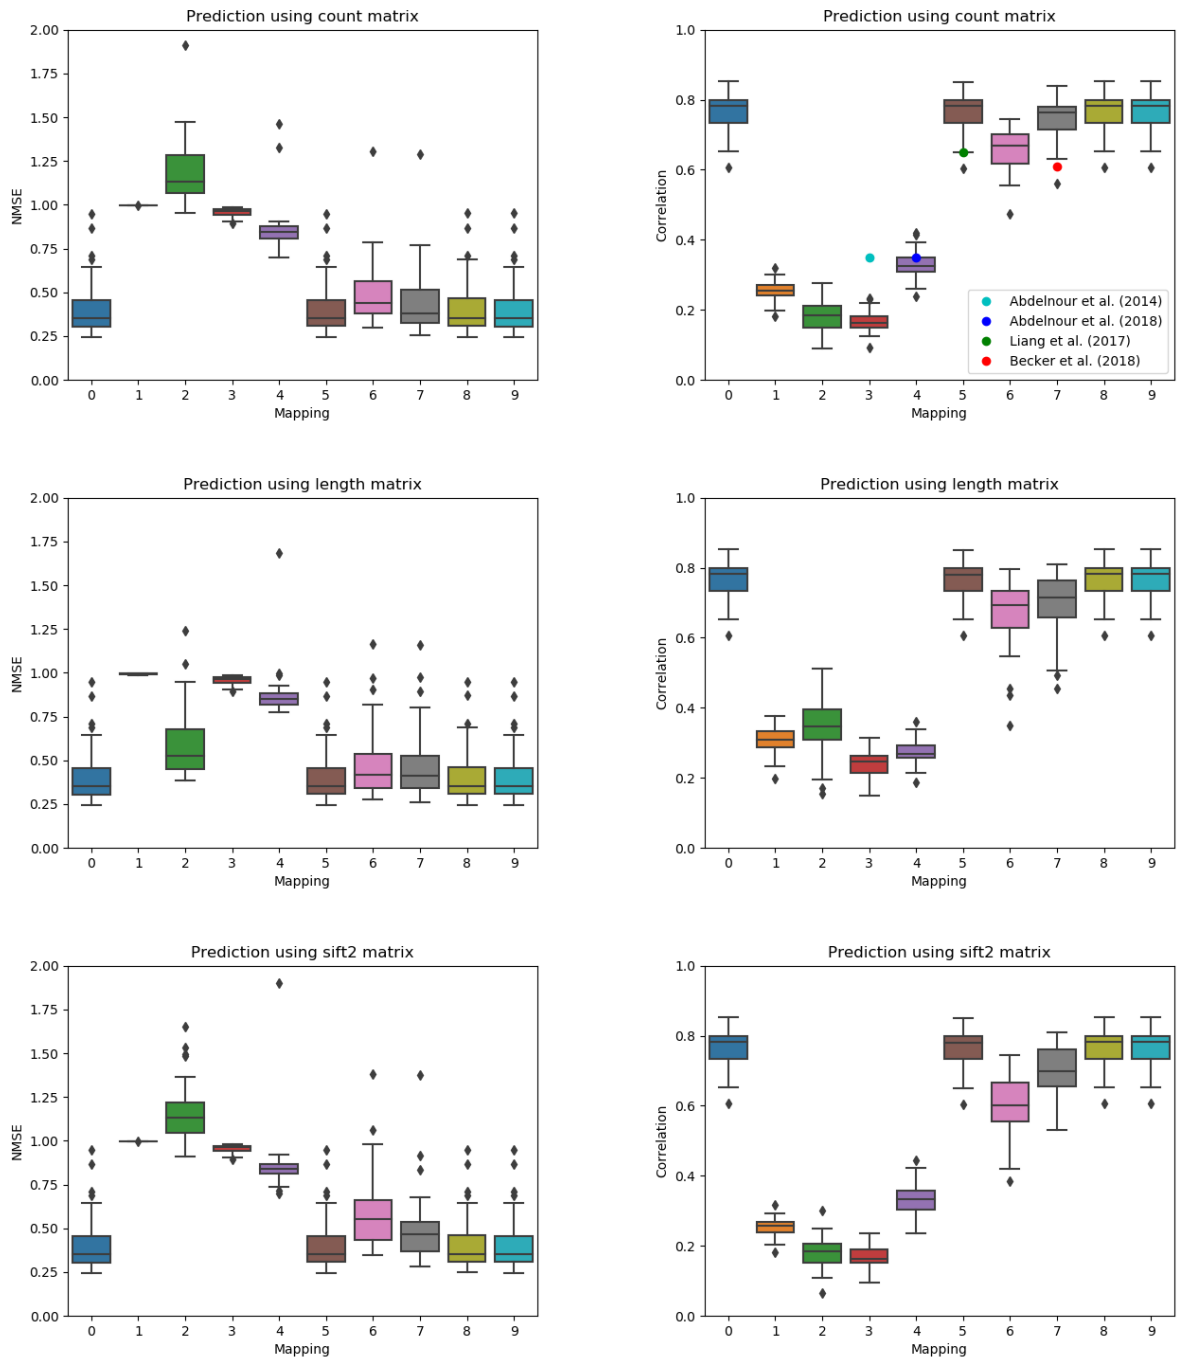 Prediction using count matrix
2.00
1.75
1.50
1.25
1.00
0.75
0.50
0.25
0.00
NMSE
0 1 2 3 4 5 6 7 8 9
Mapping
Prediction using count matrix
1.0
0.8
0.6
0.4
0.2
0.0
Correlation
Abdelnour et al. (2014)
Abdelnour et al. (2018)
Liang et al. (2017)
Becker et al. (2018)
0 1 2 3 4 5 6 7 8 9
Mapping
Prediction using length matrix
2.00
1.75
1.50
1.25
1.00
0.75
0.50
0.25
0.00
NMSE
0 1 2 3 4 5 6 7 8 9
Mapping
Prediction using length matrix
1.0
0.8
0.6
0.4
0.2
0.0
Correlation
0 1 2 3 4 5 6 7 8 9
Mapping
Prediction using sift2 matrix
2.00
1.75
1.50
1.25
1.00
0.75
0.50
0.25
0.00
NMSE
0 1 2 3 4 5 6 7 8 9
Mapping
Prediction using sift2 matrix
1.0
0.8
0.6
0.4
0.2
0.0
Correlation
0 1 2 3 4 5 6 7 8 9
Mapping